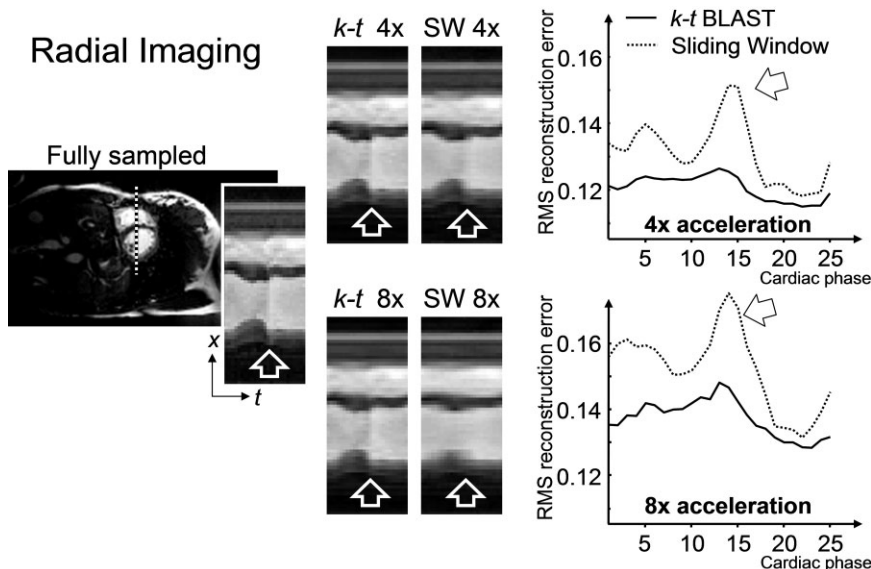 Radial Imaging
Fully sampled
x
t
k-t 4x
SW 4x
k-t 8x
SW 8x
k-t BLAST
Sliding Window
RMS reconstruction error
0.16
0.14
0.12
4x acceleration
5 10 15 20 25
Cardiac phase
RMS reconstruction error
0.16
0.14
0.12
8x acceleration
5 10 15 20 25
Cardiac phase